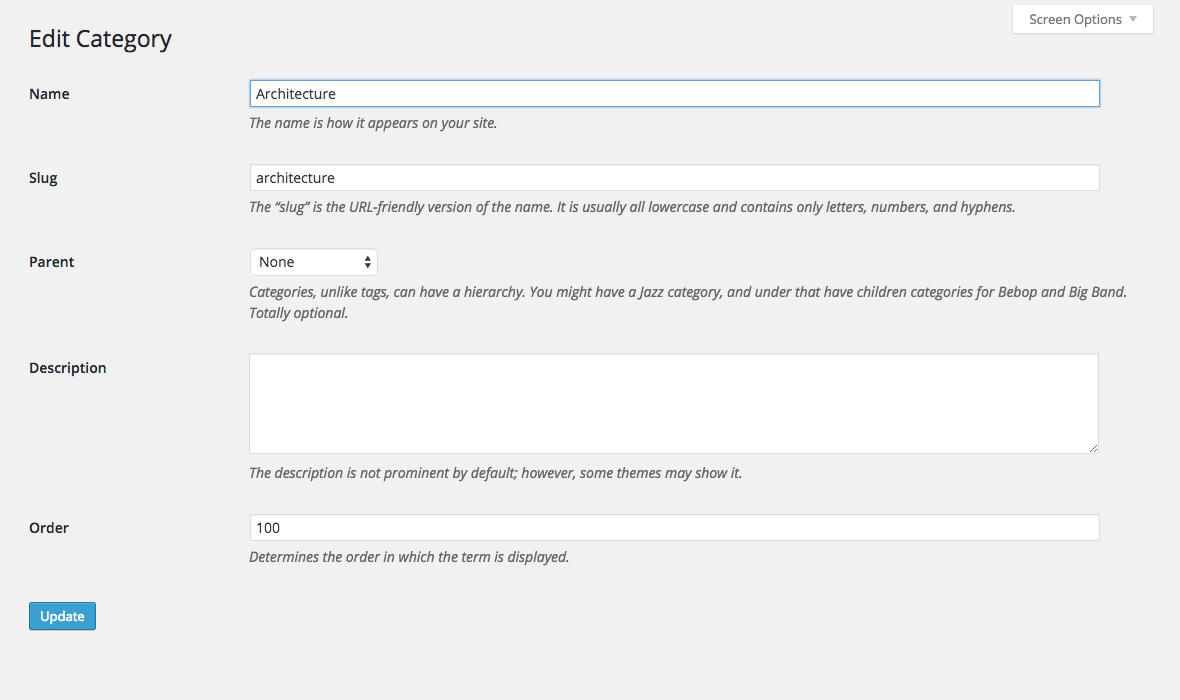 Screen Options
Edit Category
Name
Architecture
The name is how it appears on your site.
Slug
architecture
The “slug” is the URL-friendly version of the name. It is usually all lowercase and contains only letters, numbers, and hyphens.
Parent
None
Categories, unlike tags, can have a hierarchy. You might have a Jazz category, and under that have children categories for Bebop and Big Band.
Totally optional.
Description
The description is not prominent by default; however, some themes may show it.
Order
100
Determines the order in which the term is displayed.
Update